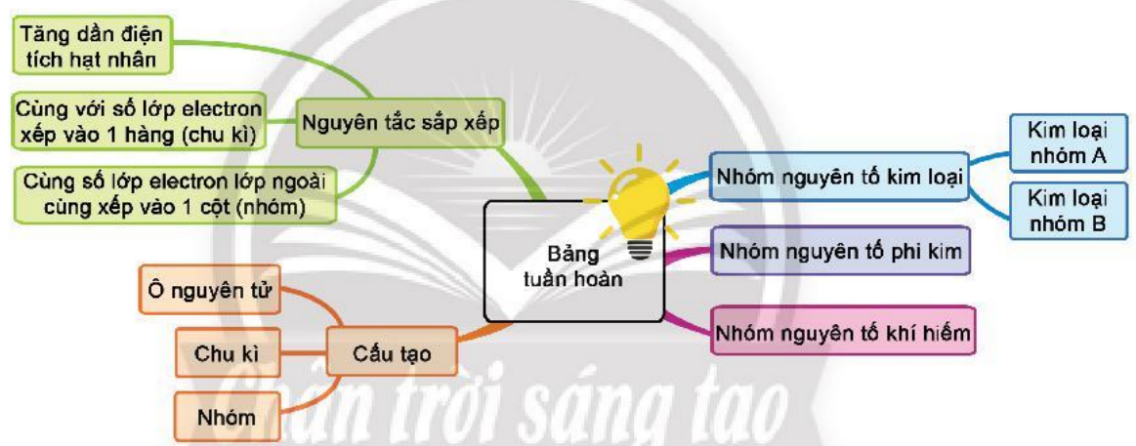 Tăng dần điện
tích hạt nhân
Cùng với số lớp electron
xếp vào 1 hàng (chu kì)
Cùng số lớp electron lớp ngoài
cùng xếp vào 1 cột (nhóm)
Nguyên tắc sắp xếp
Ô nguyên tử
Chu kì
Nhóm
Cấu tạo
Bảng
tuần hoàn
Nhóm nguyên tố kim loại
Kim loại
nhóm A
Kim loại
nhóm B
Nhóm nguyên tố phi kim
Nhóm nguyên tố khí hiếm
Chân trời sáng tạo